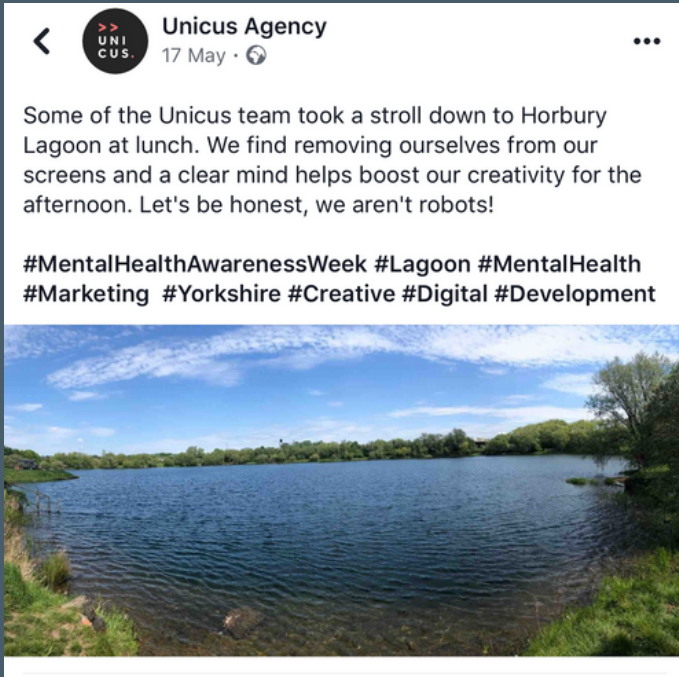 >>
UNI
CUS.
Unicus Agency
17 May ·
Some of the Unicus team took a stroll down to Horbury
Lagoon at lunch. We find removing ourselves from our
screens and a clear mind helps boost our creativity for the
afternoon. Let's be honest, we aren't robots!
#MentalHealthAwarenessWeek #Lagoon #MentalHealth
#Marketing #Yorkshire #Creative #Digital #Development